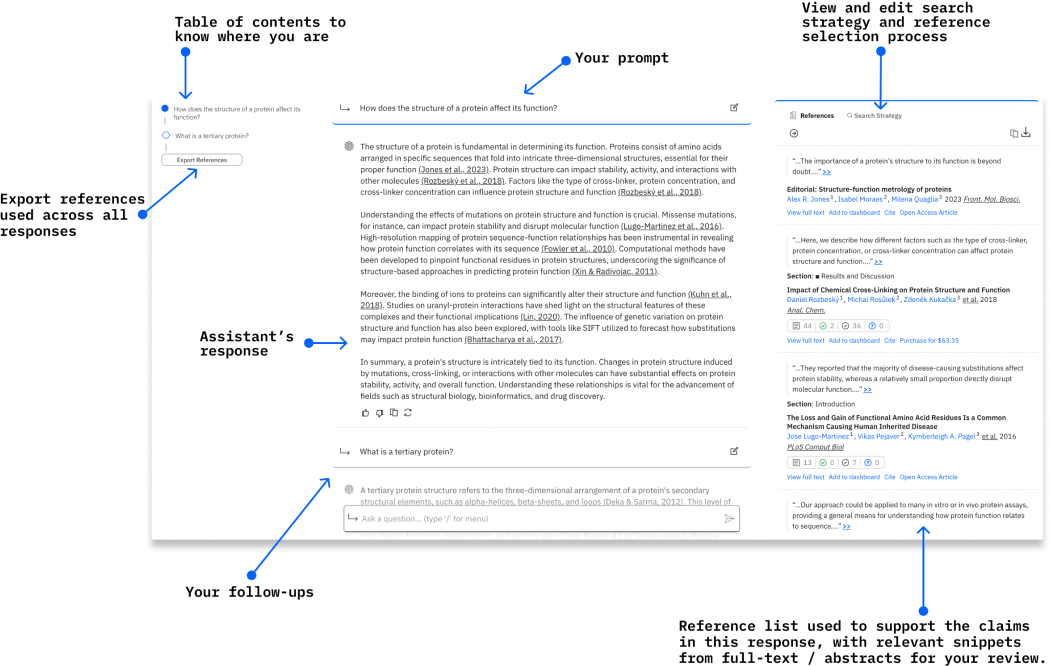 Table of contents to
know where you are
Your prompt
View and edit search
strategy and reference
selection process
Export references
used across all
responses
Assistant's
response
Your follow-ups
Reference list used to support the claims
in this response, with relevant snippets
from full-text / abstracts for your review.
How does the structure of a protein affect its
function?
What is a tertiary protein?
Export References
How does the structure of a protein affect its function?
The structure of a protein is fundamental in determining its function. Proteins consist of amino acids
arranged in specific sequences that fold into intricate three-dimensional structures, essential for their
proper function (Jones et al., 2023). Protein structure can impact stability, activity, and interactions with
other molecules (Rozbeský et al., 2018). Factors like the type of cross-linker, protein concentration, and
cross-linker concentration can influence protein structure and function (Rozbeský et al., 2018).
Understanding the effects of mutations on protein structure and function is crucial. Missense mutations,
for instance, can impact protein stability and disrupt molecular function (Lugo-Martinez et al., 2016).
High-resolution mapping of protein sequence-function relationships has been instrumental in revealing
how protein function correlates with its sequence (Fowler et al., 2010). Computational methods have
been developed to pinpoint functional residues in protein structures, underscoring the significance of
structure-based approaches in predicting protein function (Xin & Radivojac, 2011).
Moreover, the binding of ions to proteins can significantly alter their structure and function (Kuhn et al.,
2018). Studies on uranyl-protein interactions have shed light on the structural features of these
complexes and their functional implications (Lin, 2020). The influence of genetic variation on protein
structure and function has also been explored, with tools like SIFT utilized to forecast how substitutions
may impact protein function (Bhattacharya et al., 2017).
In summary, a protein's structure is intricately tied to its function. Changes in protein structure induced
by mutations, cross-linking, or interactions with other molecules can have substantial effects on protein
stability, activity, and overall function. Understanding these relationships is vital for the advancement of
fields such as structural biology, bioinformatics, and drug discovery.
What is a tertiary protein?
A tertiary protein structure refers to the three-dimensional arrangement of a protein's secondary
structural elements, such as alpha-helices, beta-sheets, and loops (Deka & Sarma, 2012). This level of
Ask a question... (type '/' for menu)
References Search Strategy
"...The importance of a protein's structure to its function is beyond
doubt...." >>
Editorial: Structure-function metrology of proteins
Alex R. Jones1, Isabel Moraes2, Milena Quaglia3 2023 Front. Mol. Biosci.
View full text Add to dashboard Cite Open Access Article
"...Here, we describe how different factors such as the type of cross-linker,
protein concentration, or cross-linker concentration can affect protein
structure and function...." >>
Section: ■ Results and Discussion
Impact of Chemical Cross-Linking on Protein Structure and Function
Daniel Rozbeský1, Michal Rosůlek2, Zdeněk Kukačka3 et al. 2018
Anal. Chem.
44 2 36 0
View full text Add to dashboard Cite Purchase for $63.35
"...They reported that the majority of disease-causing substitutions affect
protein stability, whereas a relatively small proportion directly disrupt
molecular function...." >>
Section: Introduction
The Loss and Gain of Functional Amino Acid Residues Is a Common
Mechanism Causing Human Inherited Disease
Jose Lugo-Martinez1, Vikas Pejaver2, Kymberleigh A. Pagel3 et al. 2016
PLoS Comput Biol
13 0 7 0
View full text Add to dashboard Cite Open Access Article
"...Our approach could be applied to many in vitro or in vivo protein assays,
providing a general means for understanding how protein function relates
to sequence...." >>